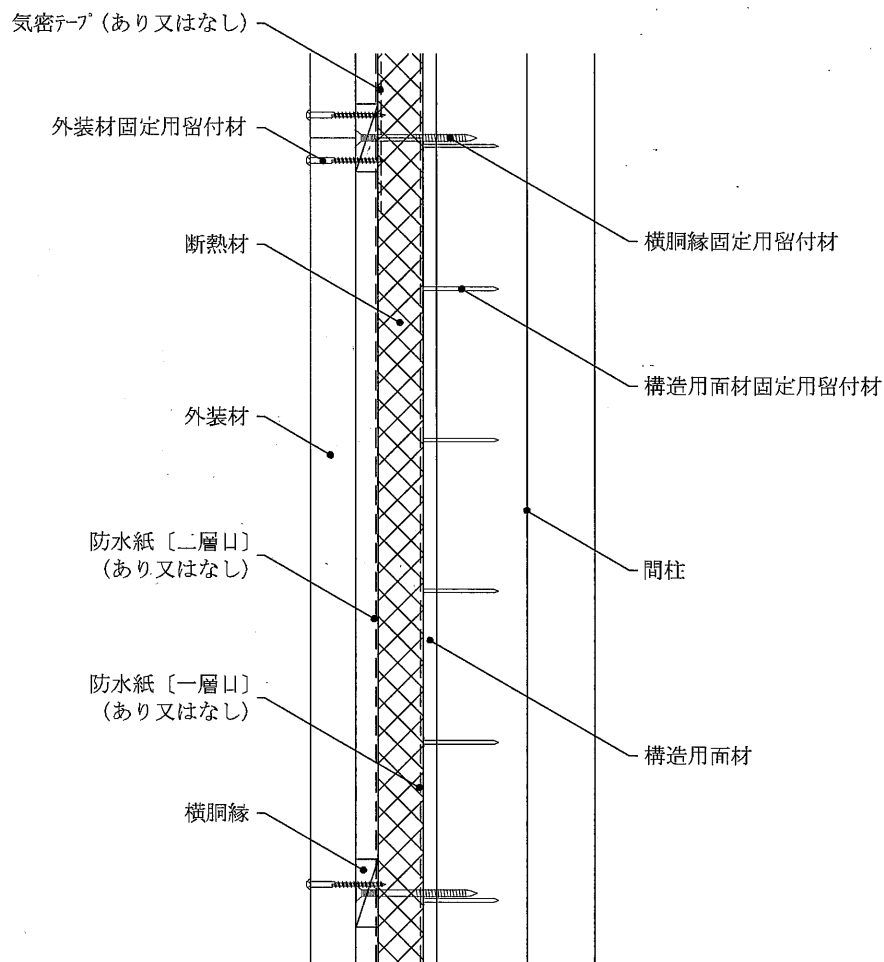 気密テープ(あり又はなし)
外装材固定用留付材
断熱材
外装材
防水紙〔二層目〕
(あり又はなし)
防水紙〔一層目〕
(あり又はなし)
横胴縁
横胴縁固定用留付材
構造用面材固定用留付材
間柱
構造用面材